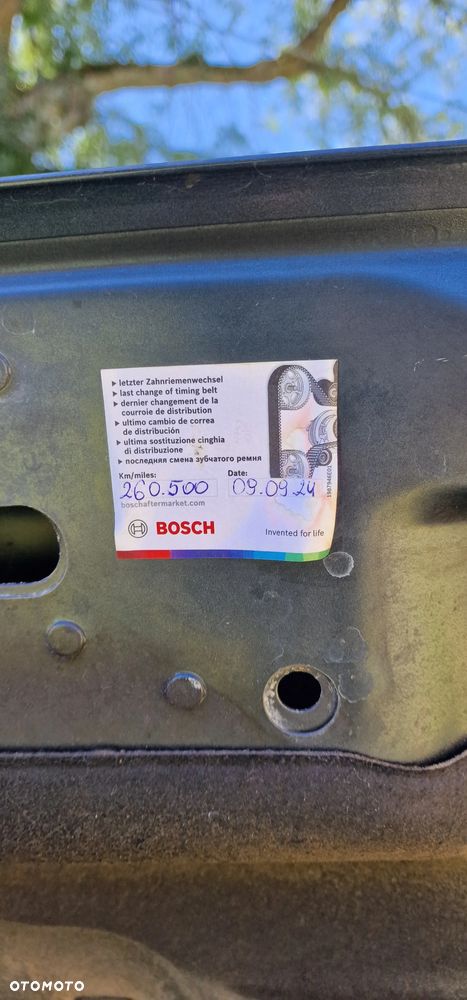 ▸ letzter Zahnriemenwechsel
▸ last change of timing belt
▸ dernier changement de la
courroie de distribution
▸ ultimo cambio de correa
de distribución
▸ ultima sostituzione cinghia
di distribuzione
▸ последняя смена зубчатого ремня
Km/miles: Date:
260.500 09.09.24
boschaftermarket.com
BOSCH
Invented for life
OTOMOTO